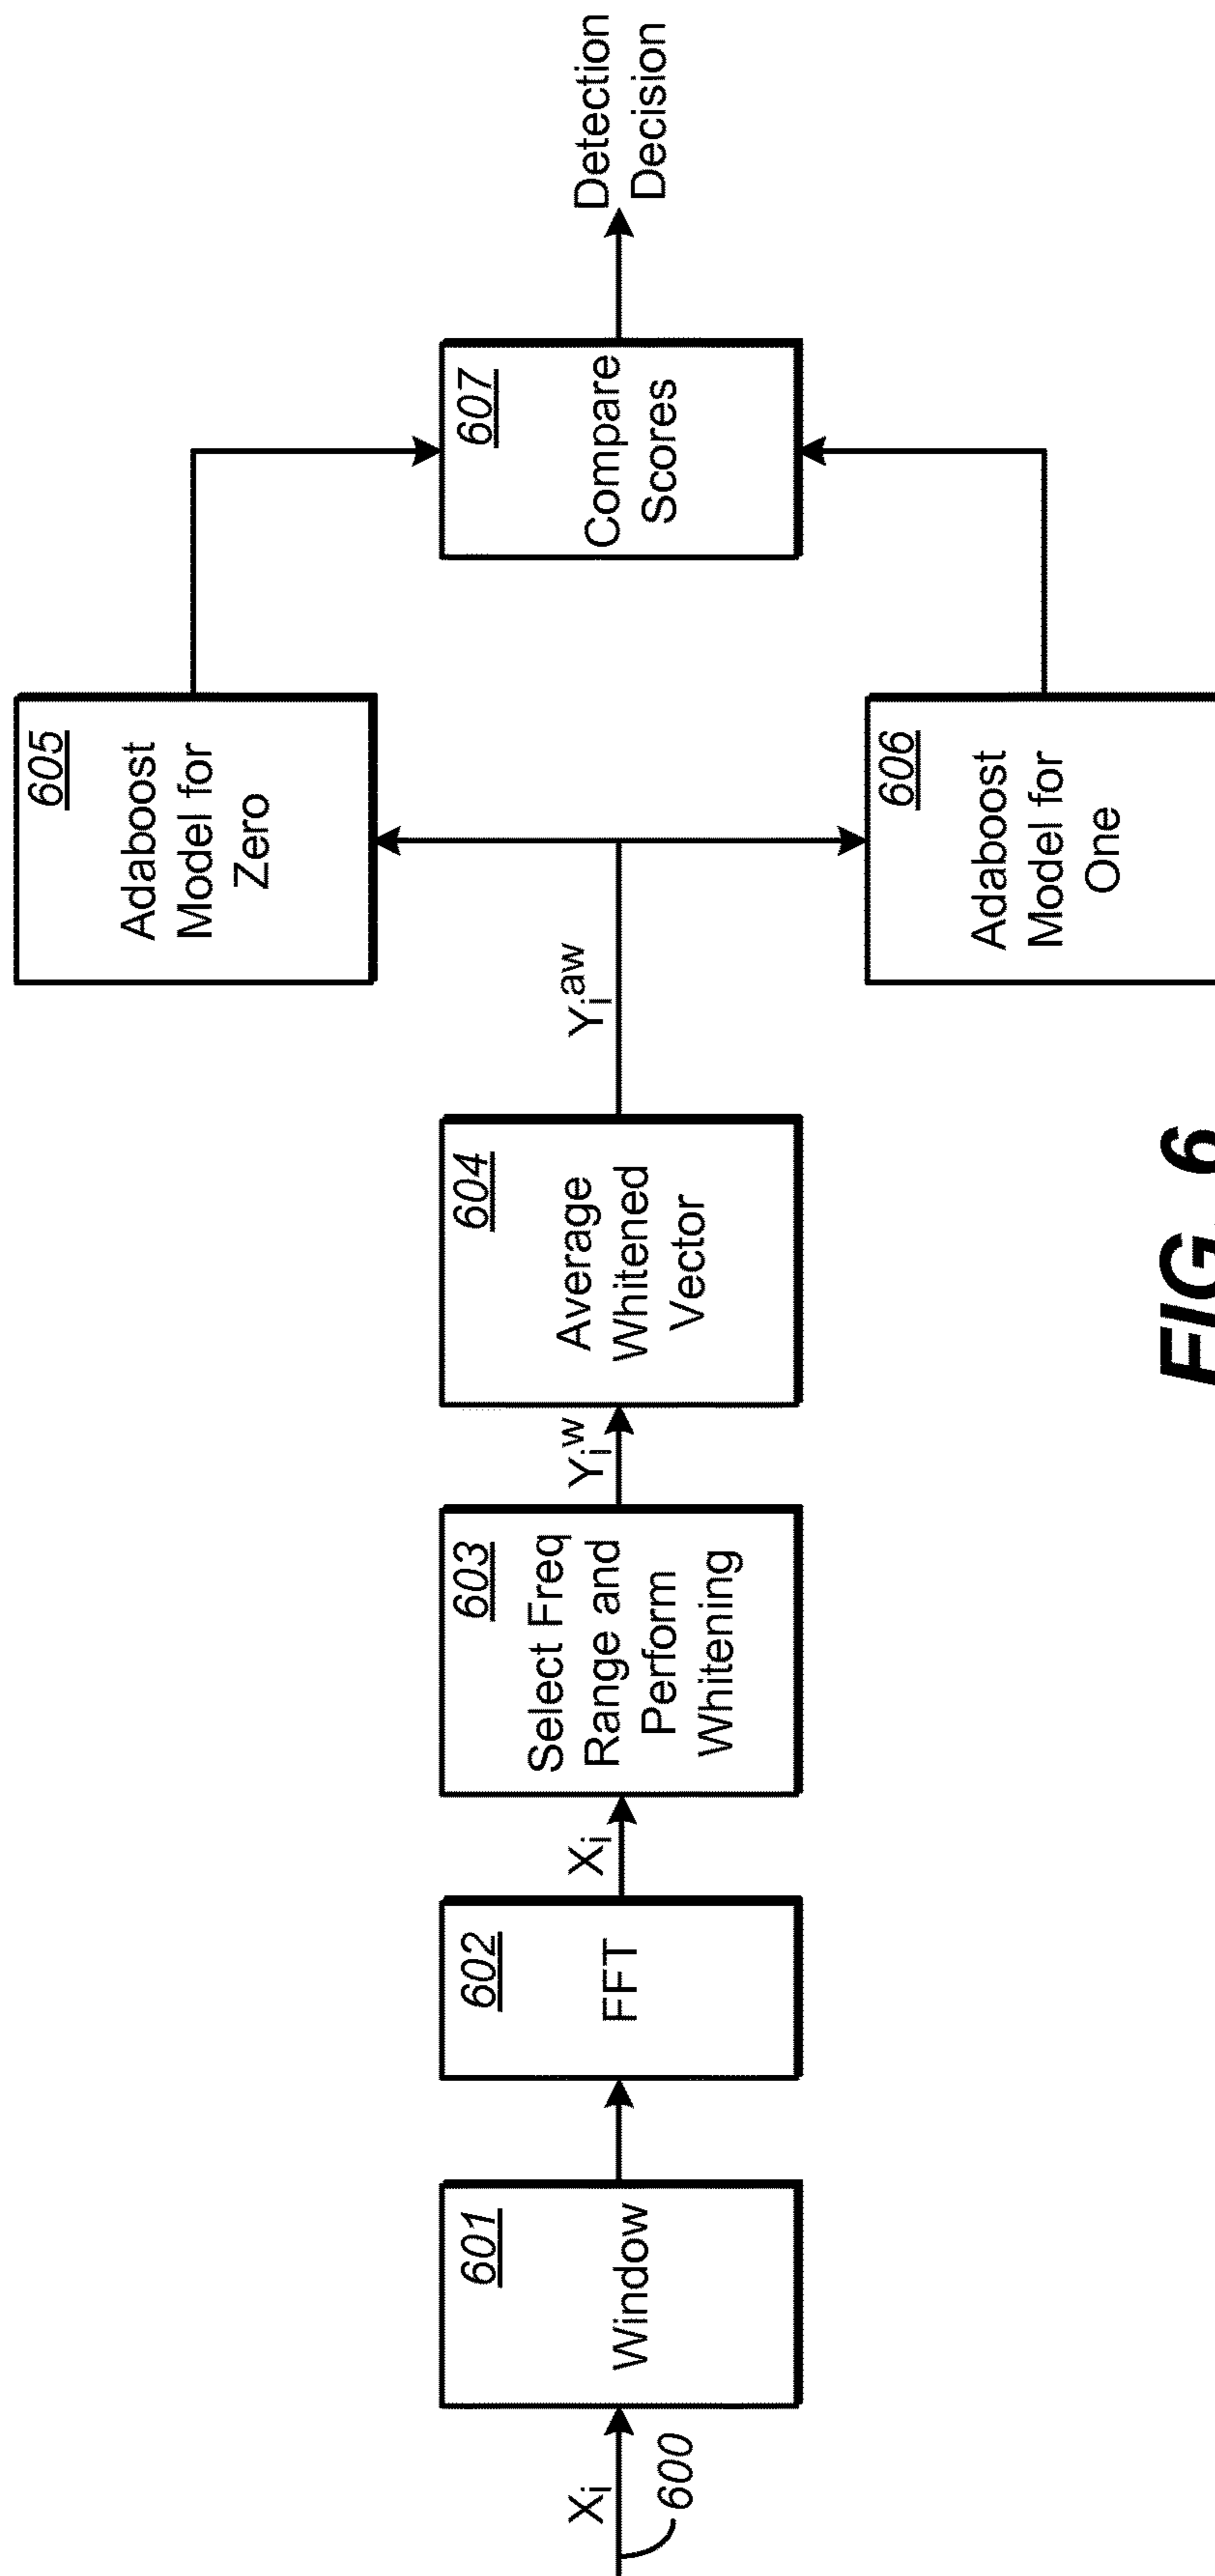 X_i
600
601
Window
602
FFT
X_i
603
Select Freq
Range and
Perform
Whitening
Y_i^w
604
Average
Whitened
Vector
Y_i^aw
605
Adaboost
Model for
Zero
606
Adaboost
Model for
One
607
Compare
Scores
Detection
Decision
FIG. 6